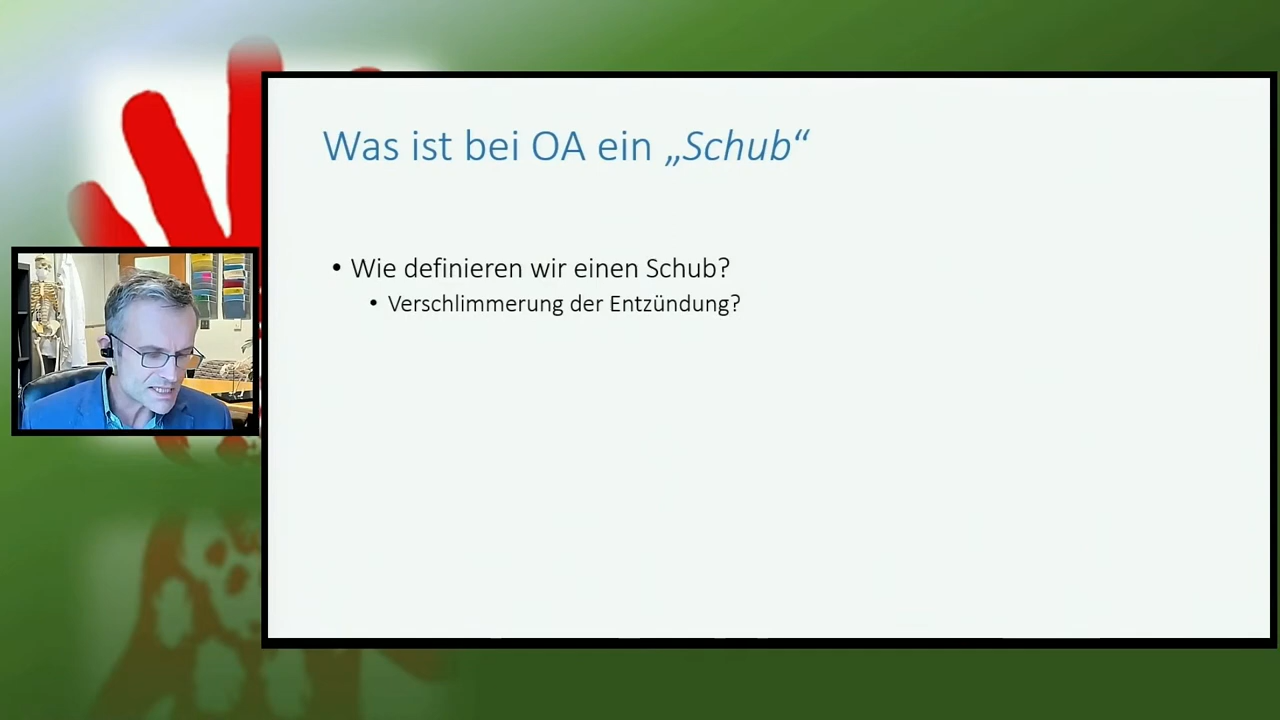 Was ist bei OA ein „Schub“
• Wie definieren wir einen Schub?
• Verschlimmerung der Entzündung?